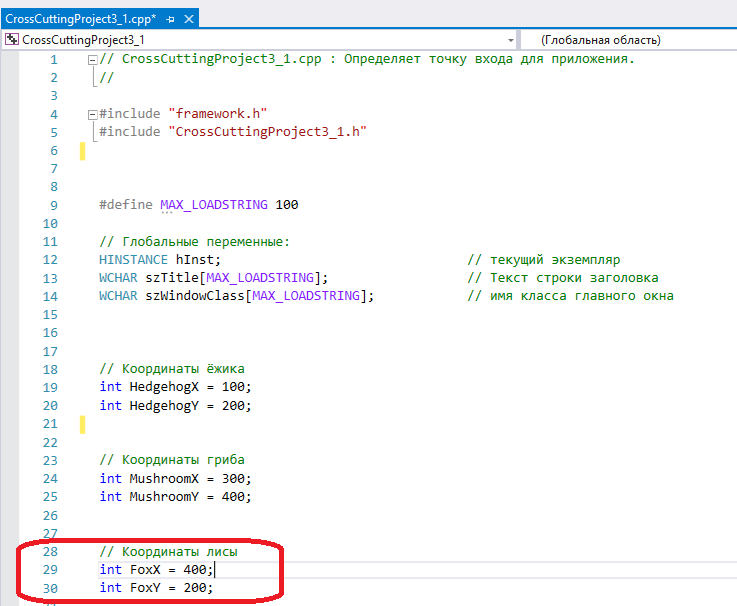 CrossCuttingProject3_1.cpp*
CrossCuttingProject3_1 (Глобальная область)
1 // CrossCuttingProject3_1.cpp : Определяет точку входа для приложения.
2 //
3
4 #include "framework.h"
5 #include "CrossCuttingProject3_1.h"
6
7
8
9 #define MAX_LOADSTRING 100
10
11 // Глобальные переменные:
12 HINSTANCE hInst; // текущий экземпляр
13 WCHAR szTitle[MAX_LOADSTRING]; // Текст строки заголовка
14 WCHAR szWindowClass[MAX_LOADSTRING]; // имя класса главного окна
15
16
17
18 // Координаты ёжика
19 int HedgehogX = 100;
20 int HedgehogY = 200;
21
22
23 // Координаты гриба
24 int MushroomX = 300;
25 int MushroomY = 400;
26
27
28 // Координаты лисы
29 int FoxX = 400;
30 int FoxY = 200;